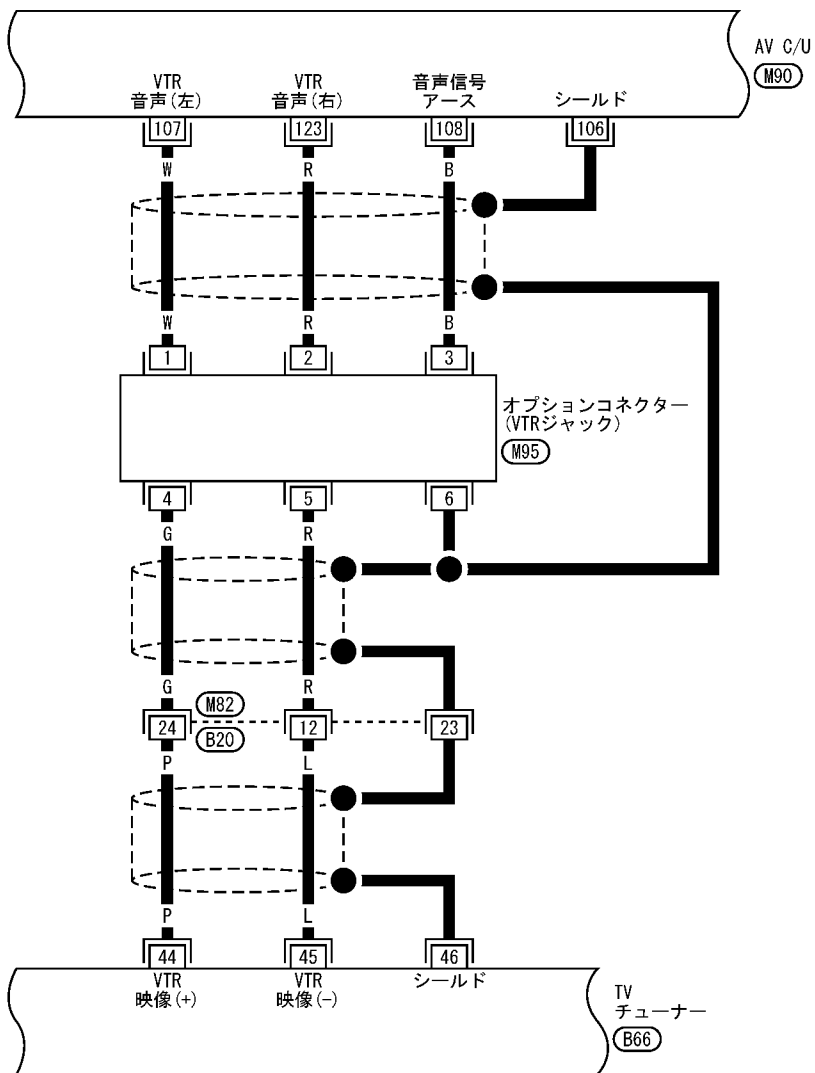 AV C/U
M90
VTR
音声(左)
VTR
音声(右)
音声信号
アース
シールド
107
123
108
106
W
R
B
W
R
B
1
2
3
オプションコネクター
(VTRジャック)
M95
4
5
6
G
R
G
R
M82
24
12
23
B20
P
L
P
L
44
45
46
VTR
映像(+)
VTR
映像(-)
シールド
TV
チューナー
B66